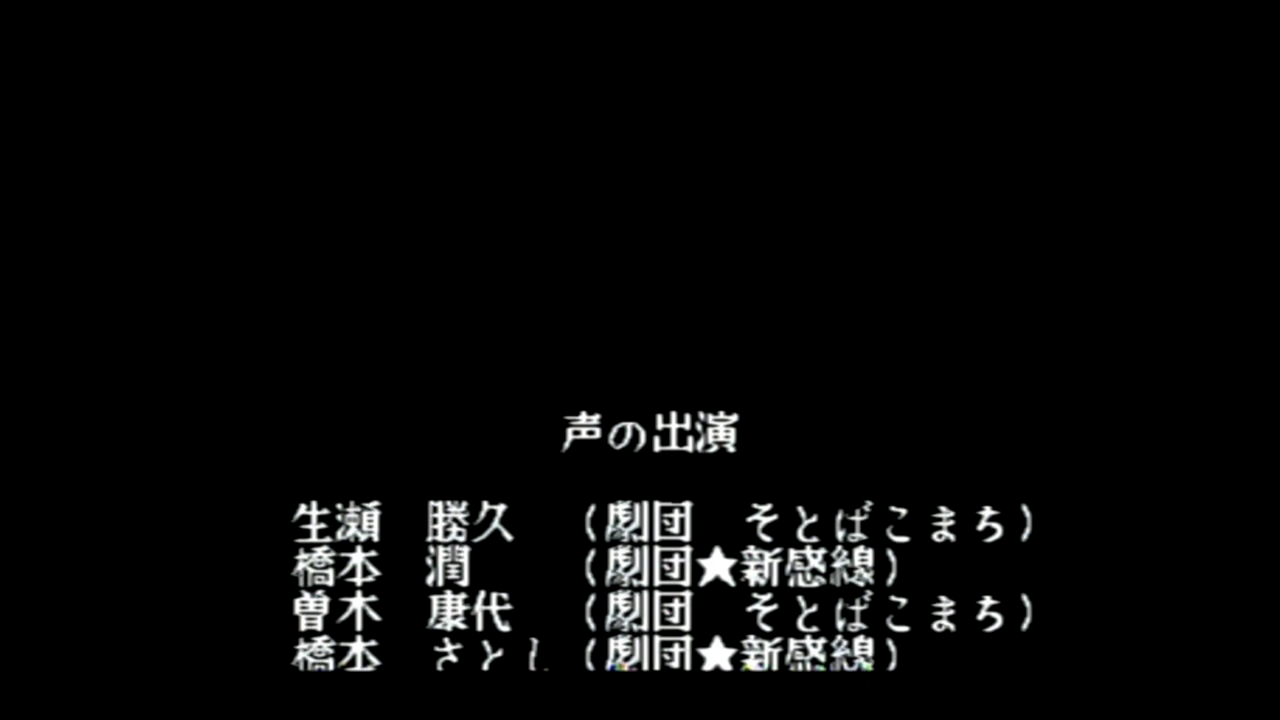 声の出演
生瀬　勝久　（劇団　そとばこまち）
橋本　潤　　（劇団★新感線）
曽木　康代　（劇団　そとばこまち）
橋本　さとし（劇団★新感線）